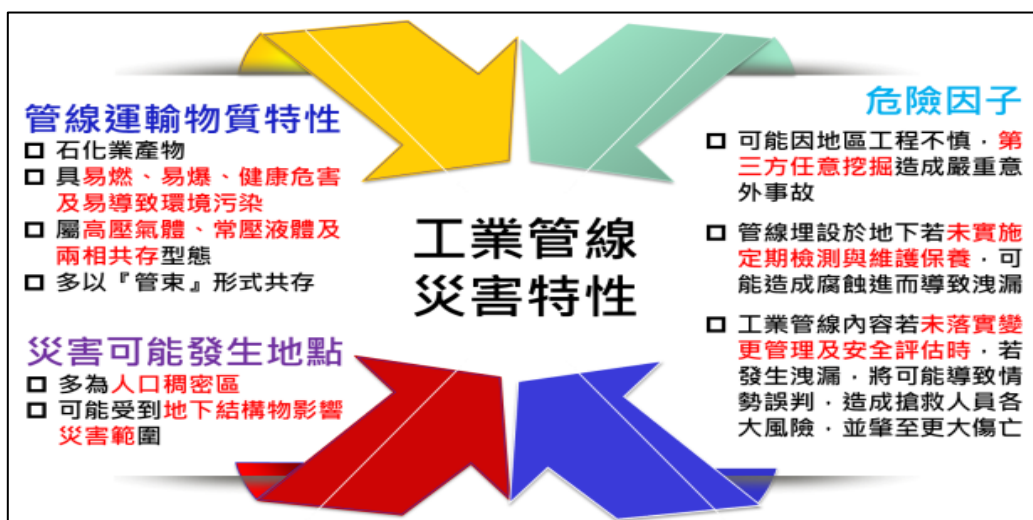 管線運輸物質特性
石化業產物
具易燃、易爆、健康危害
及易導致環境污染
屬高壓氣體、常壓液體及
兩相共存型態
多以『管束』形式共存
災害可能發生地點
多為人口稠密區
可能受到地下結構物影響
災害範圍
工業管線
災害特性
危險因子
可能因地區工程不慎，第
三方任意挖掘造成嚴重意
外事故
管線埋設於地下若未實施
定期檢測與維護保養，可
能造成腐蝕進而導致洩漏
工業管線內容若未落實變
更管理及安全評估時，若
發生洩漏，將可能導致情
勢誤判，造成搶救人員各
大風險，並肇至更大傷亡